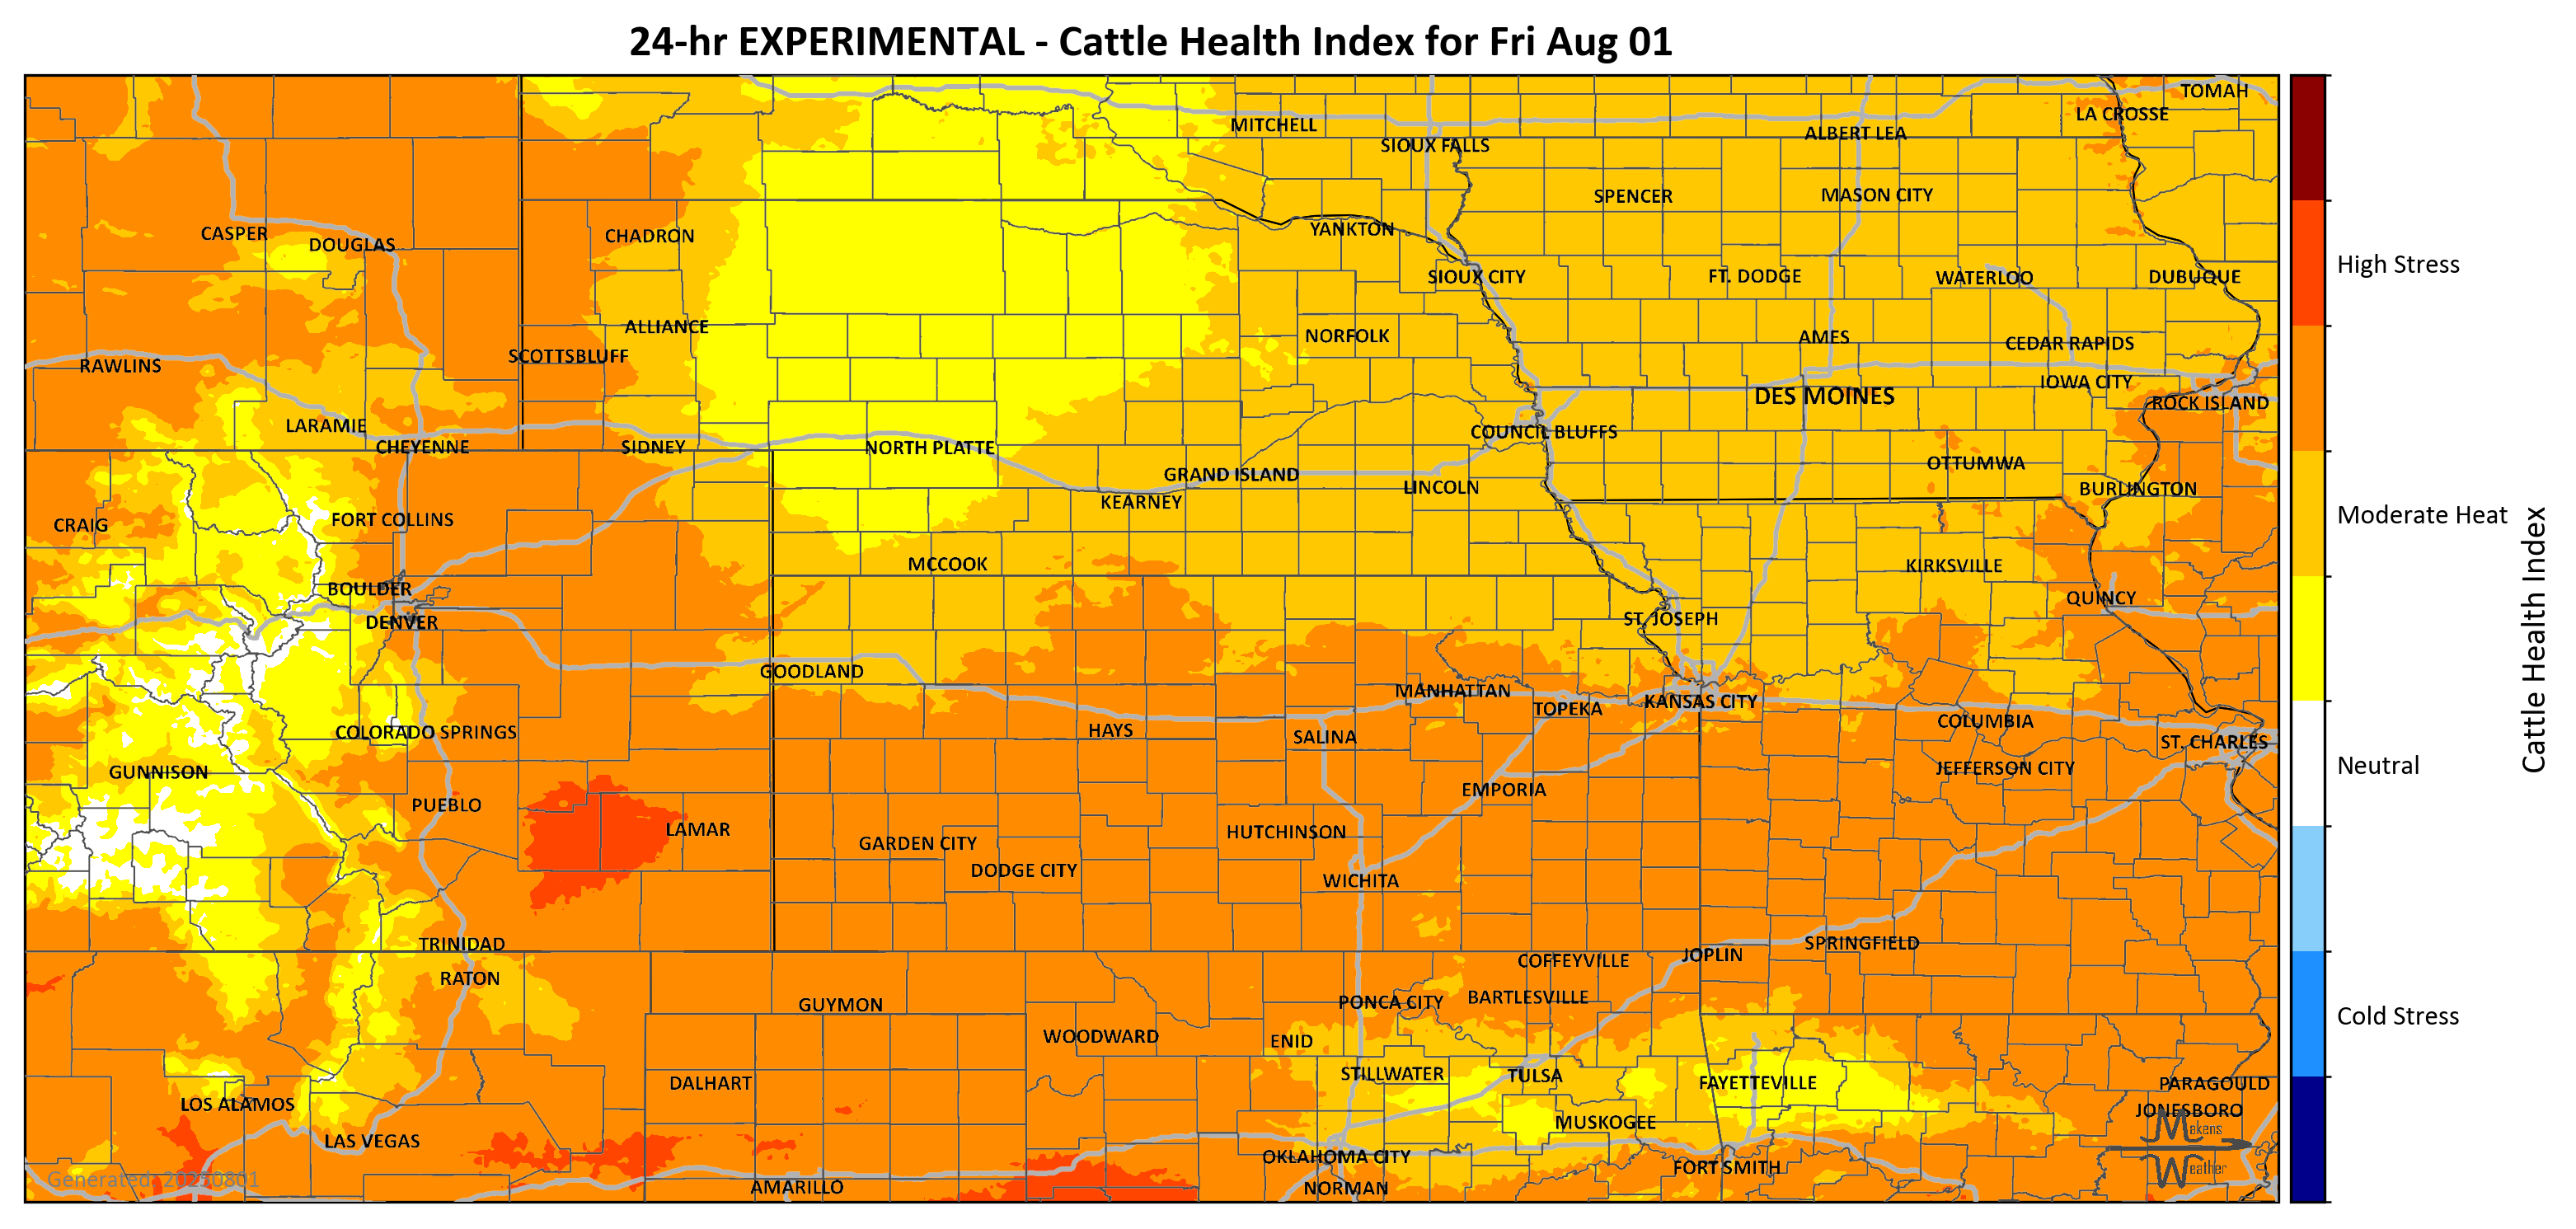 24-hr EXPERIMENTAL - Cattle Health Index for Fri Aug 01
TOMAH
LA CROSSE
MITCHELL
ALBERT LEA
SIOUX FALLS
SPENCER
MASON CITY
CASPER
DOUGLAS
CHADRON
YANKTON
SIOUX CITY
FT. DODGE
WATERLOO
DUBUQUE
ALLIANCE
NORFOLK
AMES
CEDAR RAPIDS
SCOTTSBLUFF
RAWLINS
IOWA CITY
DES MOINES
ROCK ISLAND
LARAMIE
COUNCIL BLUFFS
CHEYENNE
SIDNEY
NORTH PLATTE
OTTUMWA
GRAND ISLAND
LINCOLN
BURLINGTON
KEARNEY
CRAIG
FORT COLLINS
MCCOOK
KIRKSVILLE
BOULDER
QUINCY
DENVER
ST. JOSEPH
GOODLAND
MANHATTAN
KANSAS CITY
TOPEKA
COLUMBIA
COLORADO SPRINGS
HAYS
SALINA
ST. CHARLES
GUNNISON
JEFFERSON CITY
EMPORIA
PUEBLO
LAMAR
HUTCHINSON
GARDEN CITY
DODGE CITY
WICHITA
TRINIDAD
SPRINGFIELD
JOPLIN
COFFEYVILLE
RATON
BARTLESVILLE
PONCA CITY
GUYMON
WOODWARD
ENID
STILLWATER
TULSA
DALHART
FAYETTEVILLE
PARAGOULD
LOS ALAMOS
JONESBORO
MUSKOGEE
LAS VEGAS
OKLAHOMA CITY
FORT SMITH
AMARILLO
NORMAN
Generated: 20250801
Makens
Weather
High Stress
Moderate Heat
Neutral
Cold Stress
Cattle Health Index